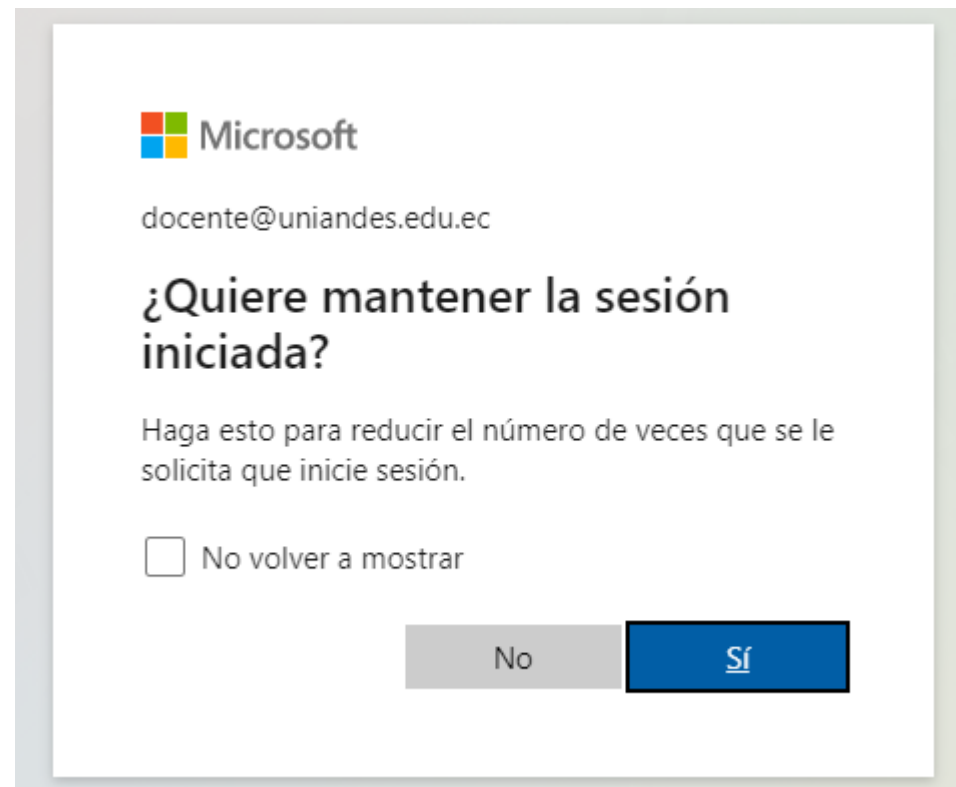 Microsoft
docente@uniandes.edu.ec
¿Quiere mantener la sesión
iniciada?
Haga esto para reducir el número de veces que se le
solicita que inicie sesión.
No volver a mostrar
No
Sí